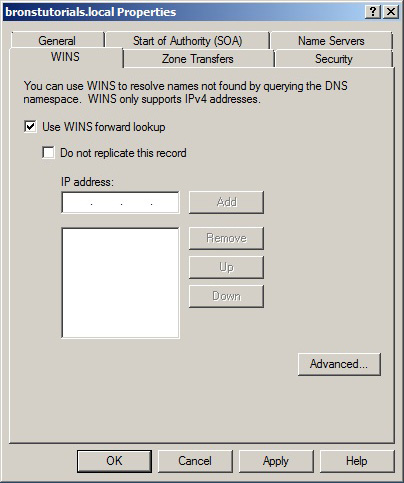 bronstutorials.local Properties
General
Start of Authority (SOA)
Name Servers
WINS
Zone Transfers
Security
You can use WINS to resolve names not found by querying the DNS
namespace. WINS only supports IPv4 addresses.
Use WINS forward lookup
Do not replicate this record
IP address:
. . .
Add
Remove
Up
Down
Advanced...
OK
Cancel
Apply
Help